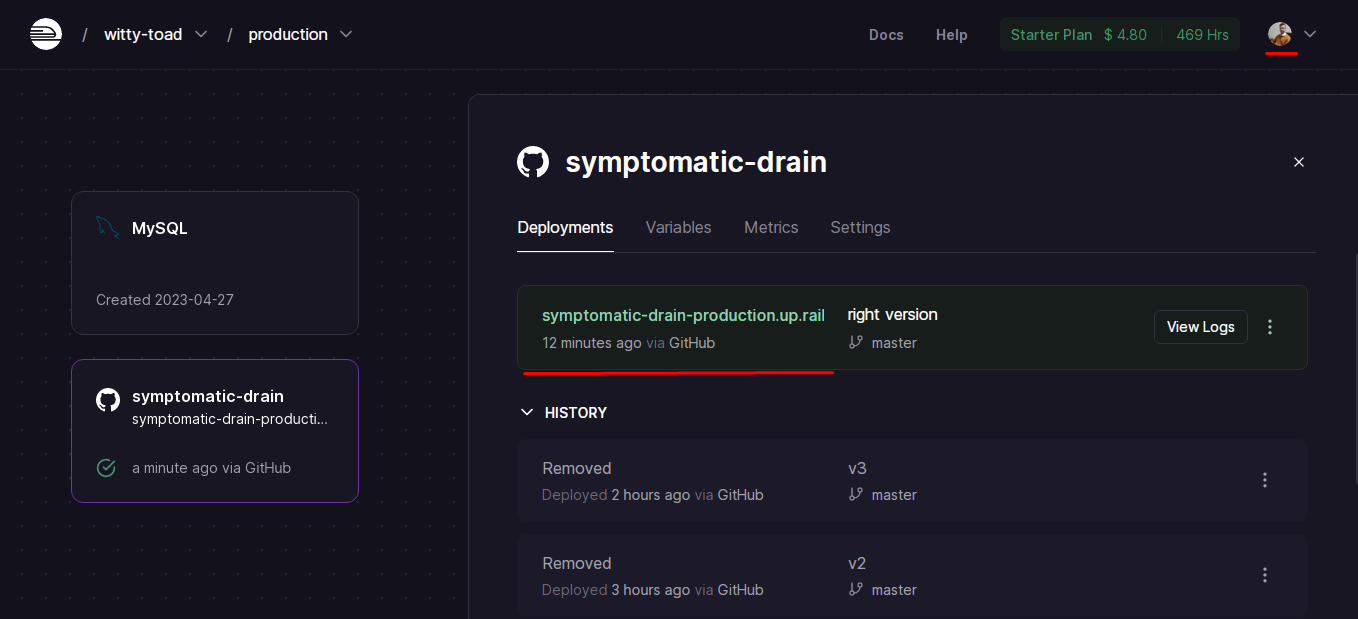 / witty-toad / production
Docs Help Starter Plan $ 4.80 469 Hrs
MySQL
Created 2023-04-27
symptomatic-drain
symptomatic-drain-producti...
a minute ago via GitHub
symptomatic-drain
Deployments Variables Metrics Settings
symptomatic-drain-production.up.rail
12 minutes ago via GitHub
right version
master
View Logs
HISTORY
Removed
Deployed 2 hours ago via GitHub
v3
master
Removed
Deployed 3 hours ago via GitHub
v2
master